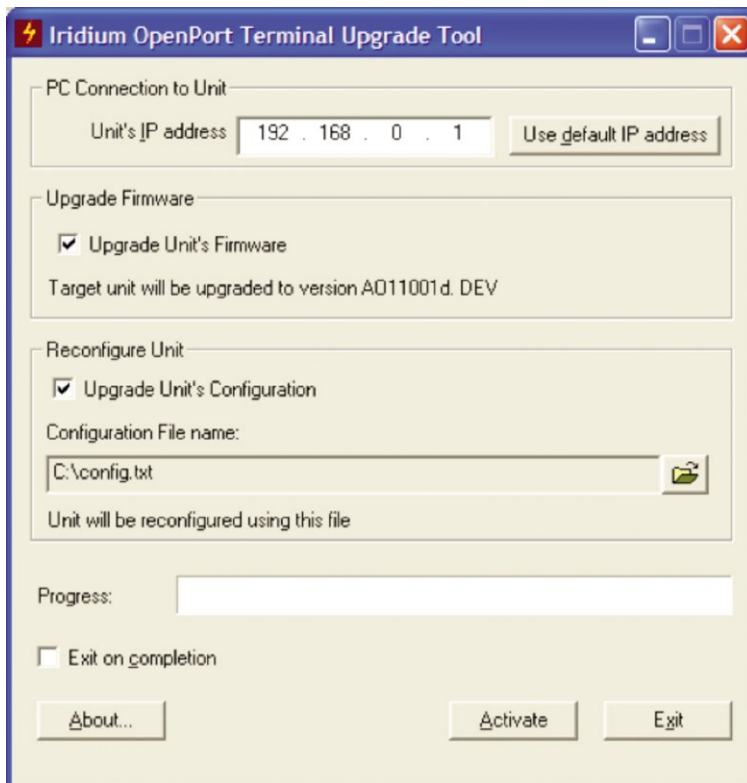 Iridium OpenPort Terminal Upgrade Tool
PC Connection to Unit
Unit's IP address 192 . 168 . 0 . 1 Use default IP address
Upgrade Firmware
Upgrade Unit's Firmware
Target unit will be upgraded to version AO11001d. DEV
Reconfigure Unit
Upgrade Unit's Configuration
Configuration File name:
C:\config.txt
Unit will be reconfigured using this file
Progress:
Exit on completion
About... Activate Exit